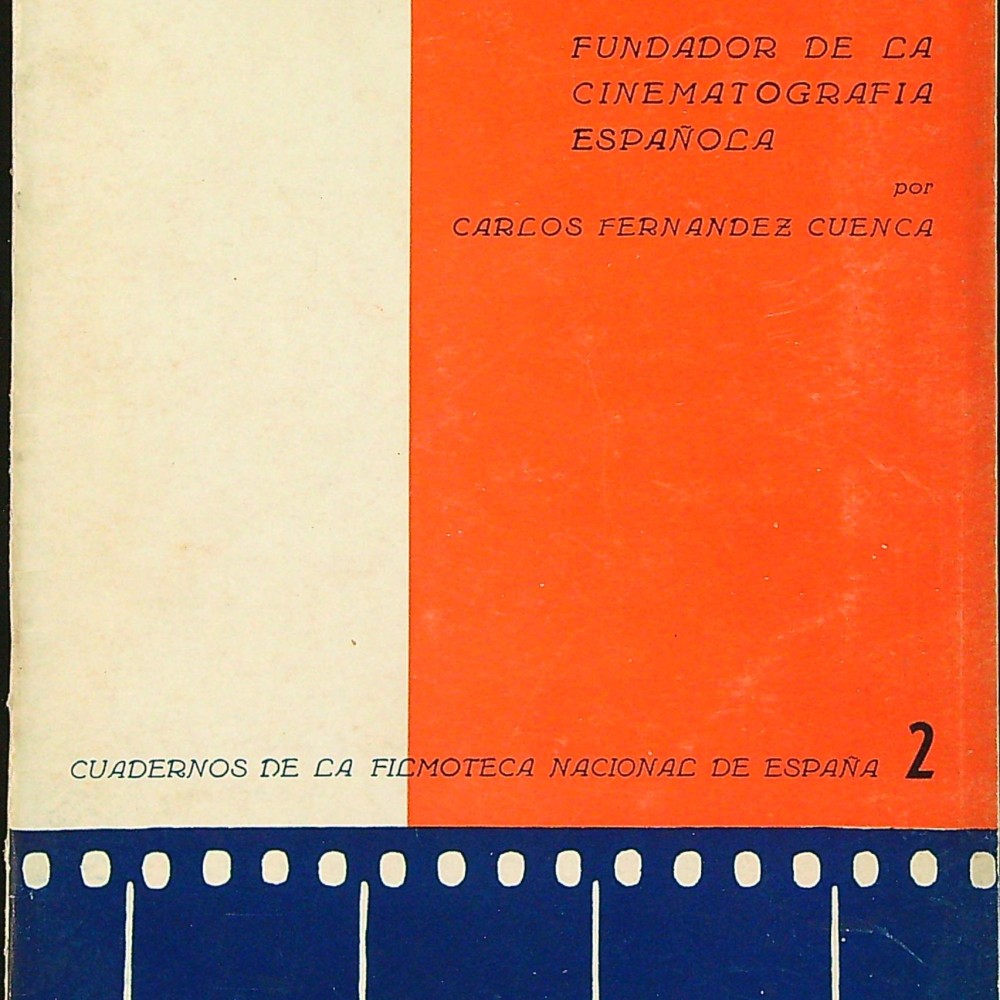 FUNDADOR DE LA
CINEMATOGRAFIA
ESPAÑOLA
por
CARLOS FERNANDEZ CUENCA
CUADERNOS DE LA FILMOTECA NACIONAL DE ESPAÑA 2